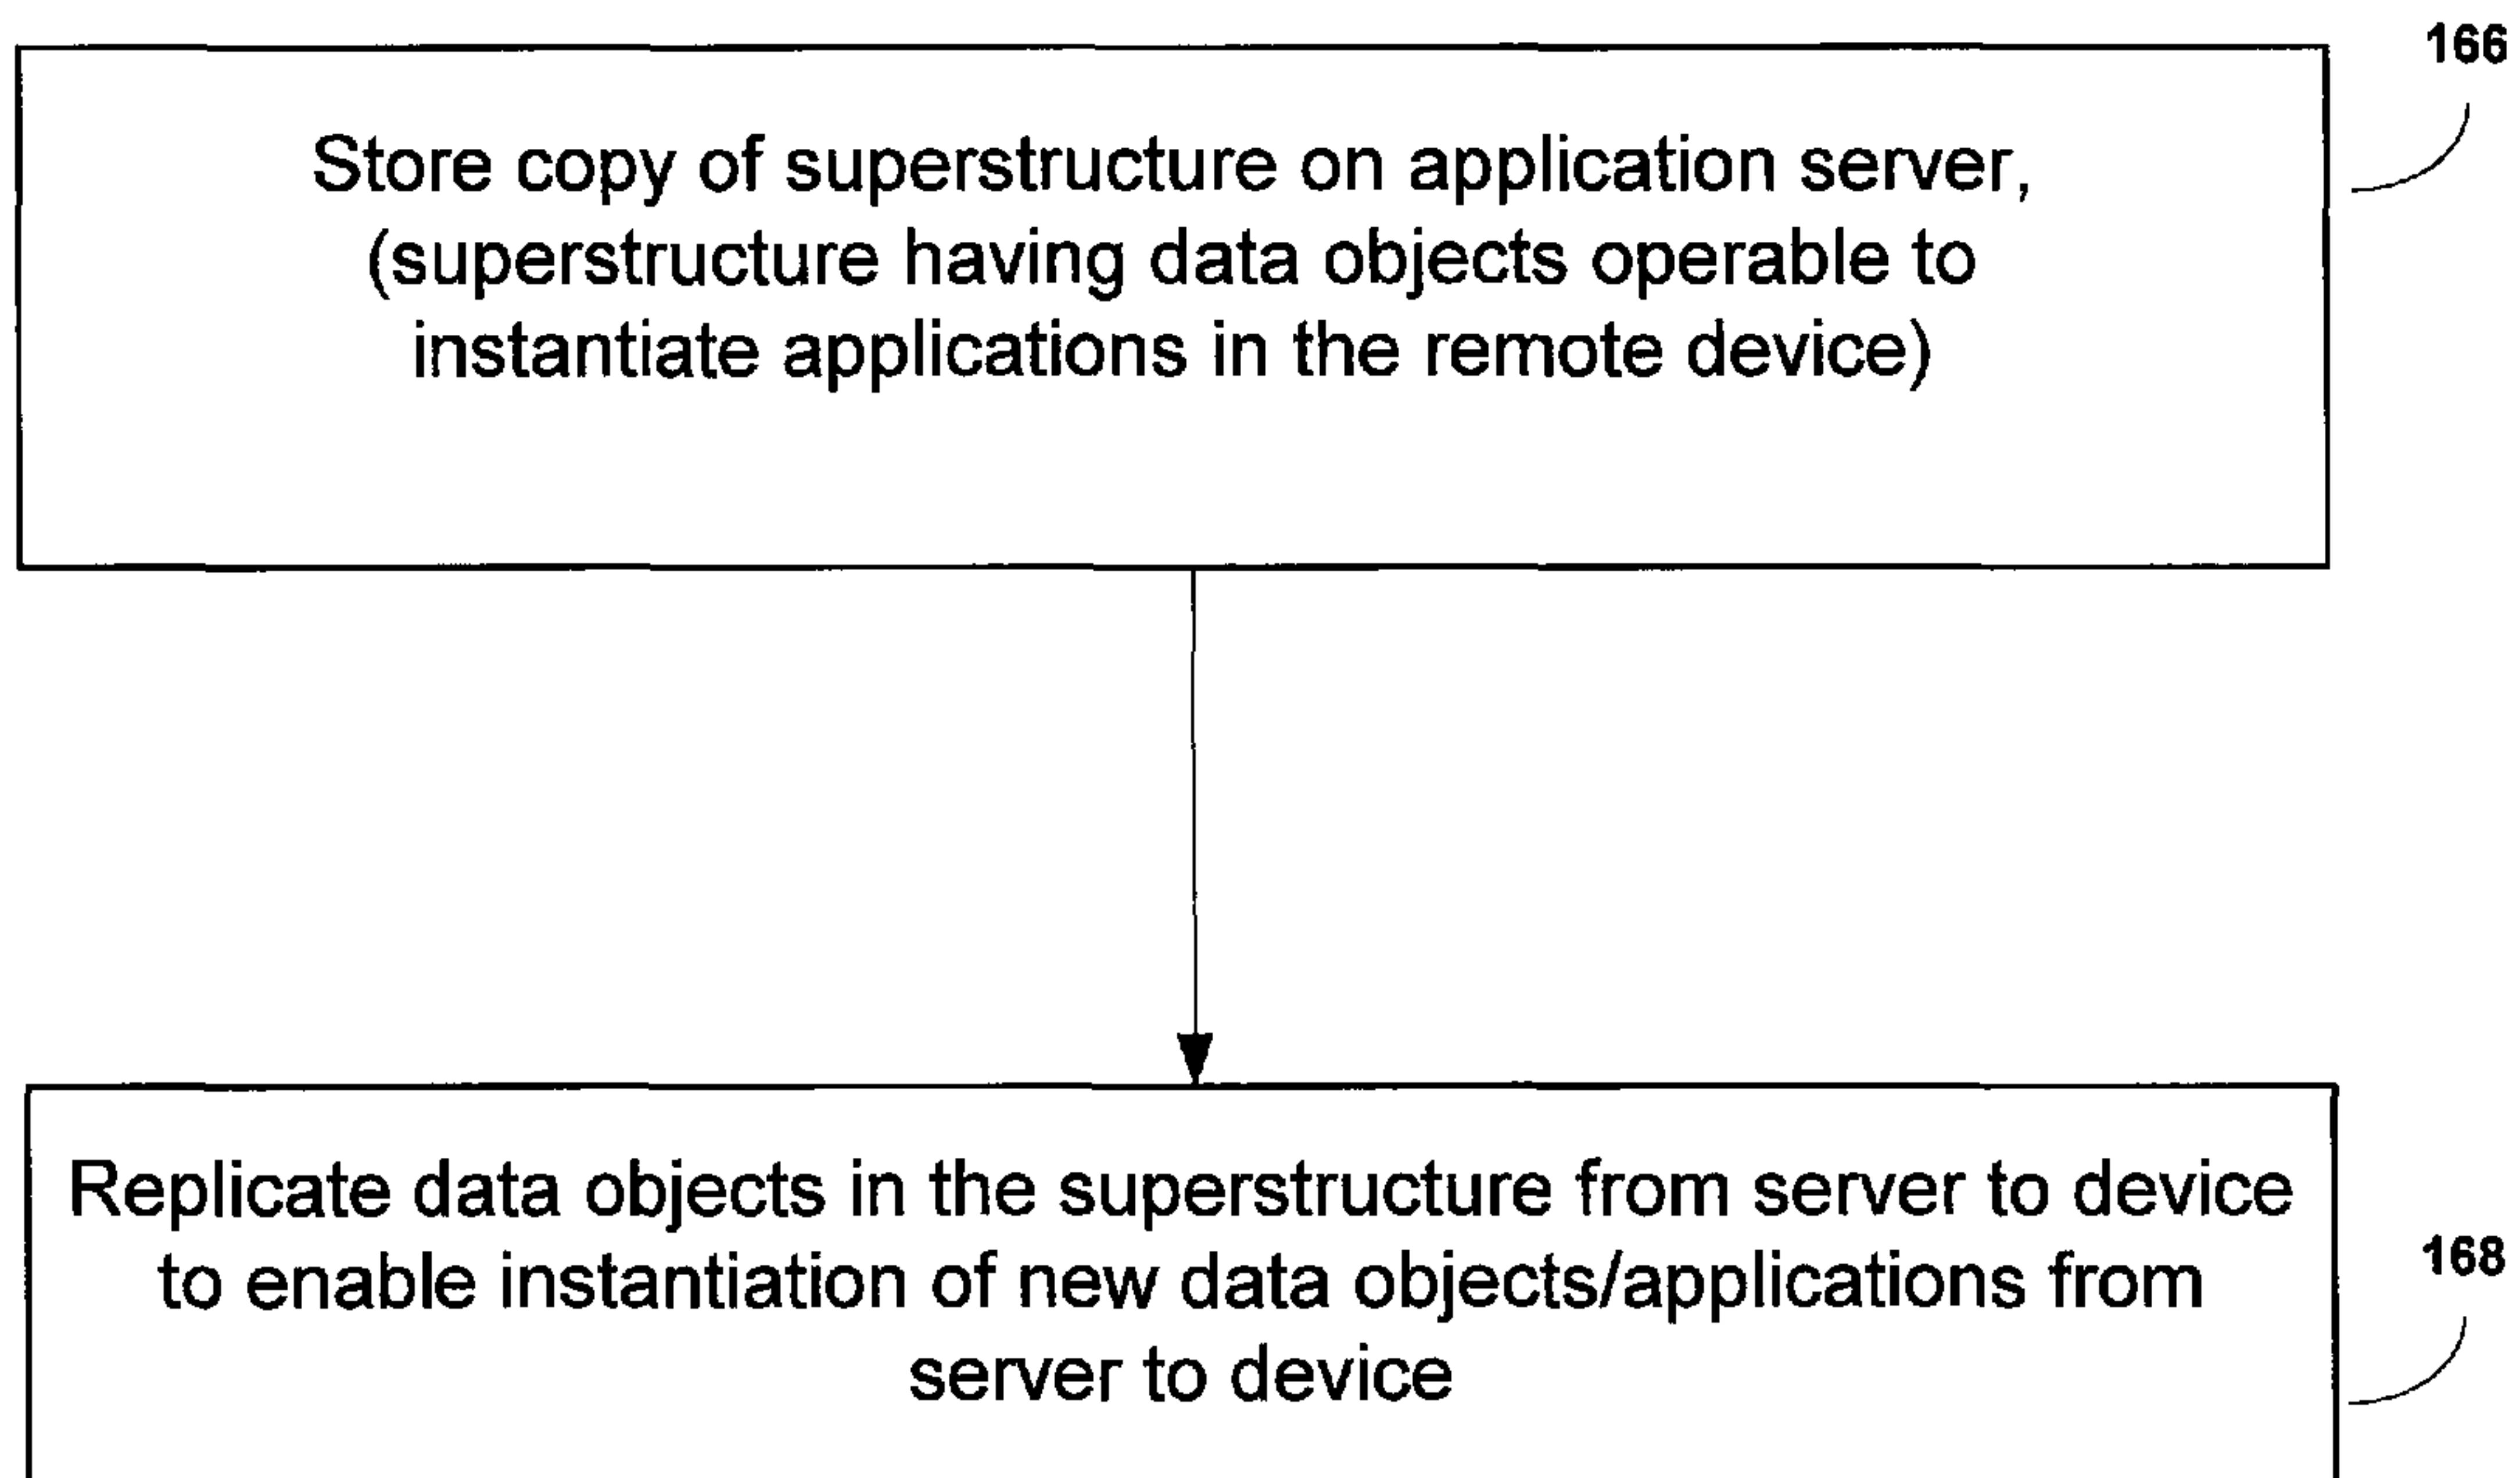 166
Store copy of superstructure on application server,
(superstructure having data objects operable to
instantiate applications in the remote device)
Replicate data objects in the superstructure from server to device
to enable instantiation of new data objects/applications from
server to device
168